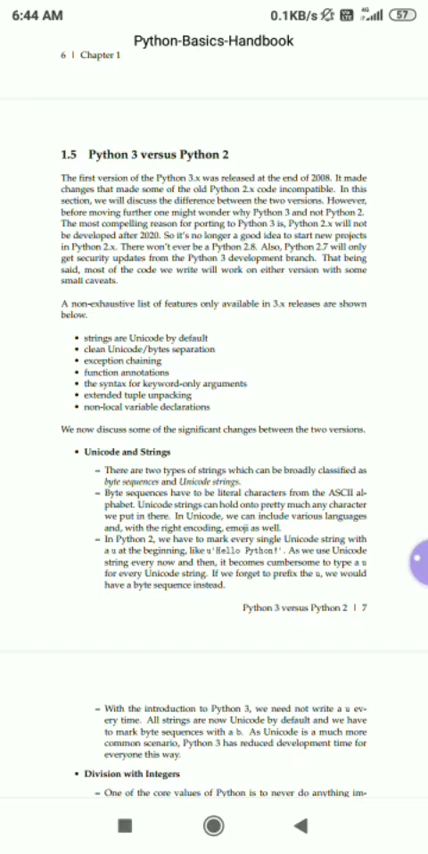 6:44 AM 0.1KB/s 4G 57
Python-Basics-Handbook
6 | Chapter 1
1.5 Python 3 versus Python 2
The first version of the Python 3.x was released at the end of 2008. It made
changes that made some of the old Python 2.x code incompatible. In this
section, we will discuss the difference between the two versions. However,
before moving further one might wonder why Python 3 and not Python 2.
The most compelling reason for porting to Python 3 is, Python 2.x will not
be developed after 2020. So it's no longer a good idea to start new projects
in Python 2.x. There won't ever be a Python 2.8. Also, Python 2.7 will only
get security updates from the Python 3 development branch. That being
said, most of the code we write will work on either version with some
small caveats.
A non-exhaustive list of features only available in 3.x releases are shown
below.
• strings are Unicode by default
• clean Unicode/bytes separation
• exception chaining
• function annotations
• the syntax for keyword-only arguments
• extended tuple unpacking
• non-local variable declarations
We now discuss some of the significant changes between the two versions.
• Unicode and Strings
– There are two types of strings which can be broadly classified as
byte sequences and Unicode strings.
– Byte sequences have to be literal characters from the ASCII al-
phabet. Unicode strings can hold onto pretty much any character
we put in there. In Unicode, we can include various languages
and, with the right encoding, emoji as well.
– In Python 2, we have to mark every single Unicode string with
a u at the beginning, like u'Hello Python!'. As we use Unicode
string every now and then, it becomes cumbersome to type a u
for every Unicode string. If we forget to prefix the u, we would
have a byte sequence instead.
Python 3 versus Python 2 | 7
– With the introduction to Python 3, we need not write a u ev-
ery time. All strings are now Unicode by default and we have
to mark byte sequences with a b. As Unicode is a much more
common scenario, Python 3 has reduced development time for
everyone this way.
• Division with Integers
– One of the core values of Python is to never do anything im-